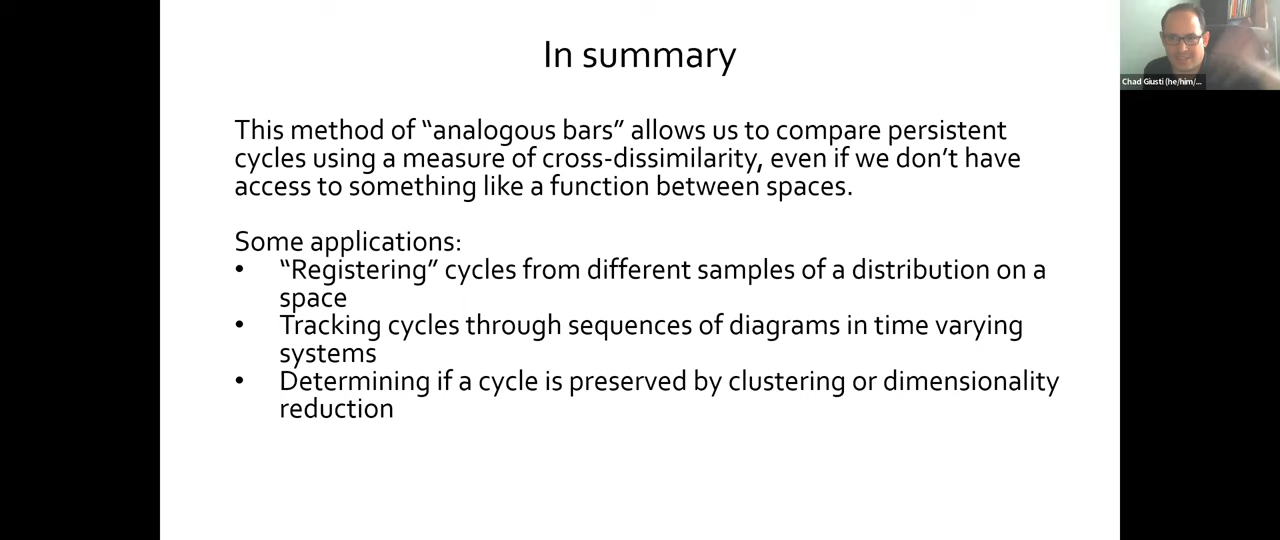 In summary
This method of “analogous bars” allows us to compare persistent
cycles using a measure of cross-dissimilarity, even if we don’t have
access to something like a function between spaces.
Some applications:
• “Registering” cycles from different samples of a distribution on a
space
• Tracking cycles through sequences of diagrams in time varying
systems
• Determining if a cycle is preserved by clustering or dimensionality
reduction
Chad Giusti (he/him/...